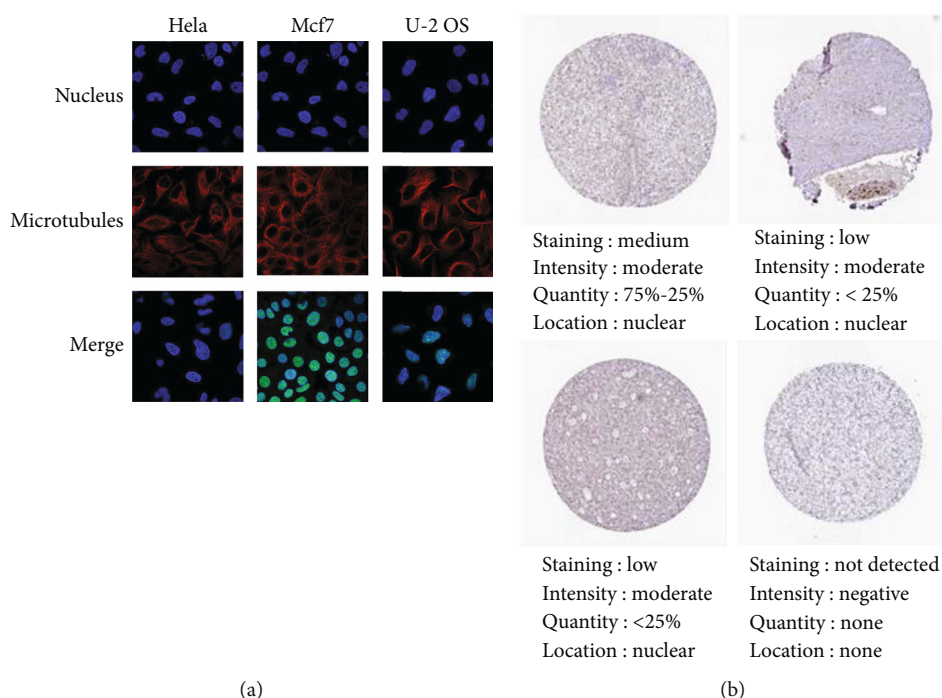 Hela Mcf7 U-2 OS
Nucleus
Microtubules
Merge
(a)
Staining : medium
Intensity : moderate
Quantity : 75%-25%
Location : nuclear
Staining : low
Intensity : moderate
Quantity : < 25%
Location : nuclear
Staining : low
Intensity : moderate
Quantity : <25%
Location : nuclear
Staining : not detected
Intensity : negative
Quantity : none
Location : none
(b)